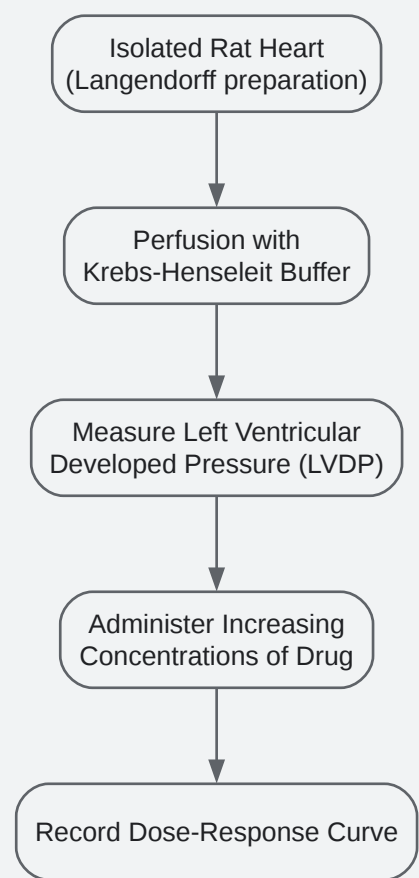 Isolated Rat Heart
(Langendorff preparation)
Perfusion with
Krebs-Henseleit Buffer
Measure Left Ventricular
Developed Pressure (LVDP)
Administer Increasing
Concentrations of Drug
Record Dose-Response Curve